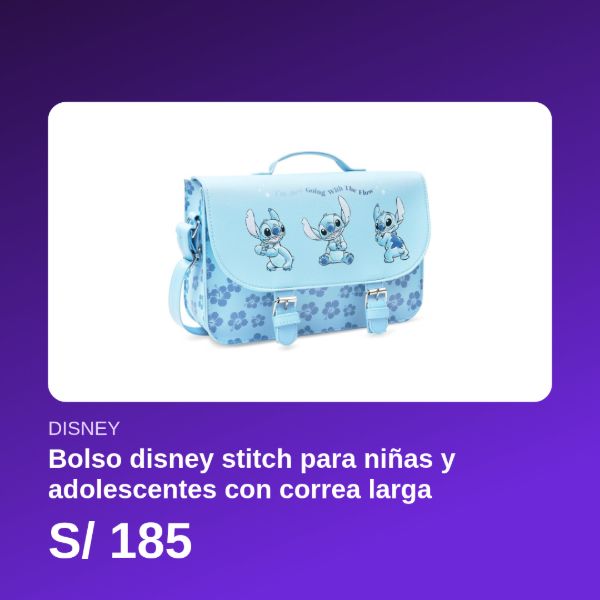 Going With The Flow
DISNEY
Bolso disney stitch para niñas y
adolescentes con correa larga
S/ 185